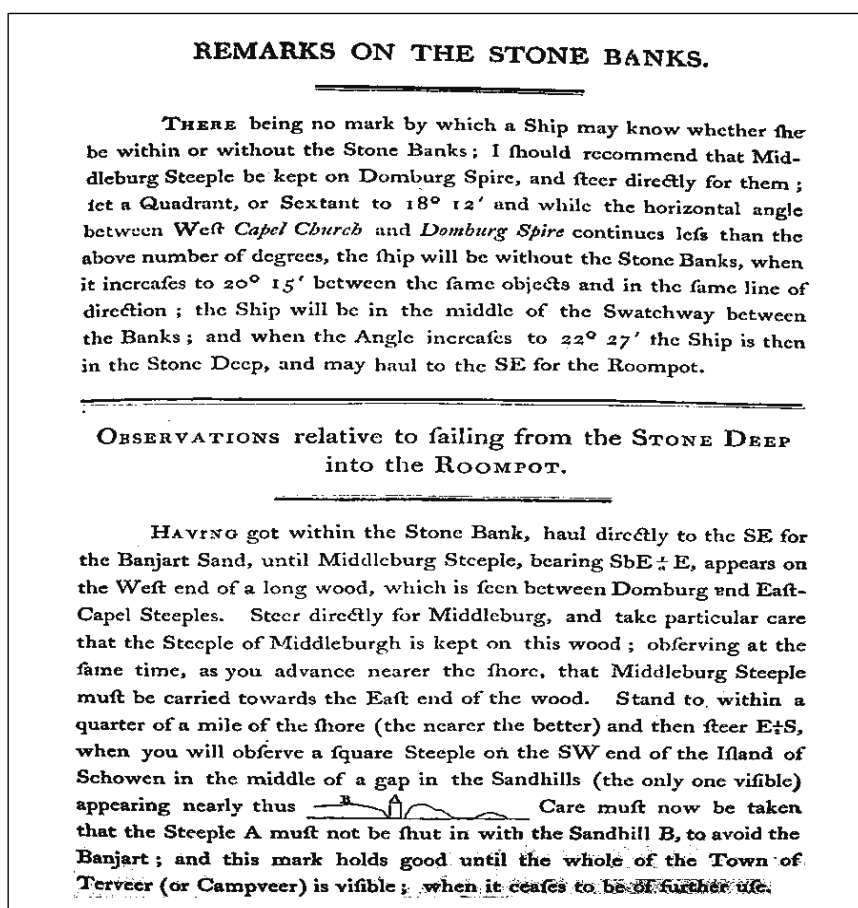 REMARKS ON THE STONE BANKS.
THERE being no mark by which a Ship may know whether ſhe
be within or without the Stone Banks; I ſhould recommend that Mid-
dleburg Steeple be kept on Domburg Spire, and ſteer directly for them;
ſet a Quadrant, or Sextant to 18° 12′ and while the horizontal angle
between Weſt Capel Church and Domburg Spire continues leſs than the
above number of degrees, the ſhip will be without the Stone Banks, when
it increaſes to 20° 15′ between the ſame objects and in the ſame line of
direction; the Ship will be in the middle of the Swatchway between
the Banks; and when the Angle increaſes to 22° 27′ the Ship is then
in the Stone Deep, and may haul to the SE for the Roompot.
OBSERVATIONS relative to ſailing from the STONE DEEP
into the ROOMPOT.
HAVING got within the Stone Bank, haul directly to the SE for
the Banjart Sand, until Middleburg Steeple, bearing SbE E, appears on
the Weſt end of a long wood, which is ſeen between Domburg and Eaſt-
Capel Steeples. Steer directly for Middleburg, and take particular care
that the Steeple of Middleburgh is kept on this wood; obſerving at the
ſame time, as you advance nearer the ſhore, that Middleburg Steeple
muſt be carried towards the Eaſt end of the wood. Stand to within a
quarter of a mile of the ſhore (the nearer the better) and then ſteer E S,
when you will obſerve a ſquare Steeple on the SW end of the Iſland of
Schowen in the middle of a gap in the Sandhills (the only one viſible)
appearing nearly thus B A Care muſt now be taken
that the Steeple A muſt not be ſhut in with the Sandhill B, to avoid the
Banjart; and this mark holds good until the whole of the Town of
Terveer (or Campveer) is viſible; when it ceaſes to be of further uſe.